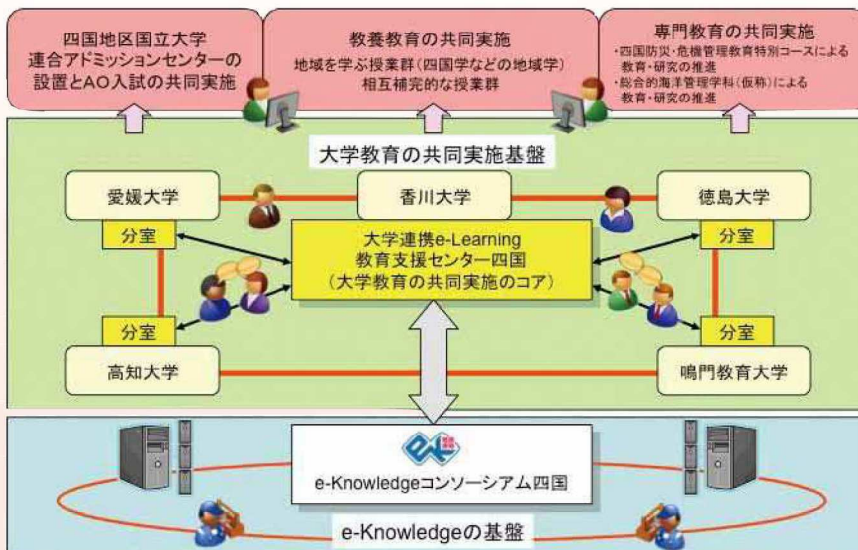 四国地区国立大学
連合アドミッションセンターの
設置とAO入試の共同実施
教養教育の共同実施
地域を学ぶ授業群(四国学などの地域学)
相互補完的な授業群
専門教育の共同実施
・四国防災・危機管理教育特別コースによる
教育・研究の推進
・総合的海洋管理学科(仮称)による
教育・研究の推進
大学教育の共同実施基盤
愛媛大学
香川大学
徳島大学
分室
大学連携e-Learning
教育支援センター四国
(大学教育の共同実施のコア)
分室
分室
分室
高知大学
鳴門教育大学
e-Knowledgeコンソーシアム四国
e-Knowledgeの基盤